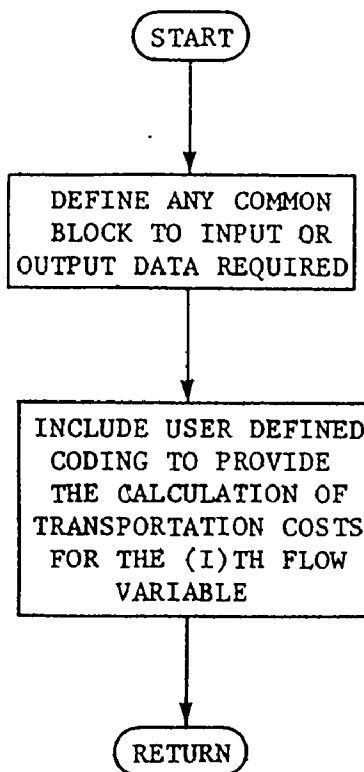 START
DEFINE ANY COMMON
BLOCK TO INPUT OR
OUTPUT DATA REQUIRED
INCLUDE USER DEFINED
CODING TO PROVIDE
THE CALCULATION OF
TRANSPORTATION COSTS
FOR THE (I)TH FLOW
VARIABLE
RETURN